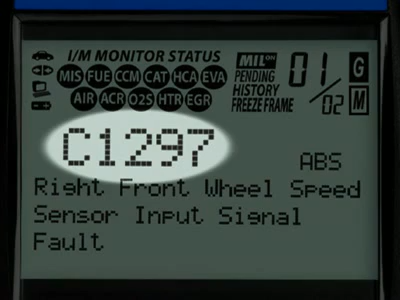 I/M MONITOR STATUS
MIS FUE CCM CAT HCA EVA
AIR ACR O2S HTR EGR
MIL ON
PENDING
HISTORY
FREEZE FRAME
01/02
G
M
C1297
ABS
Right Front Wheel Speed
Sensor Input Signal
Fault